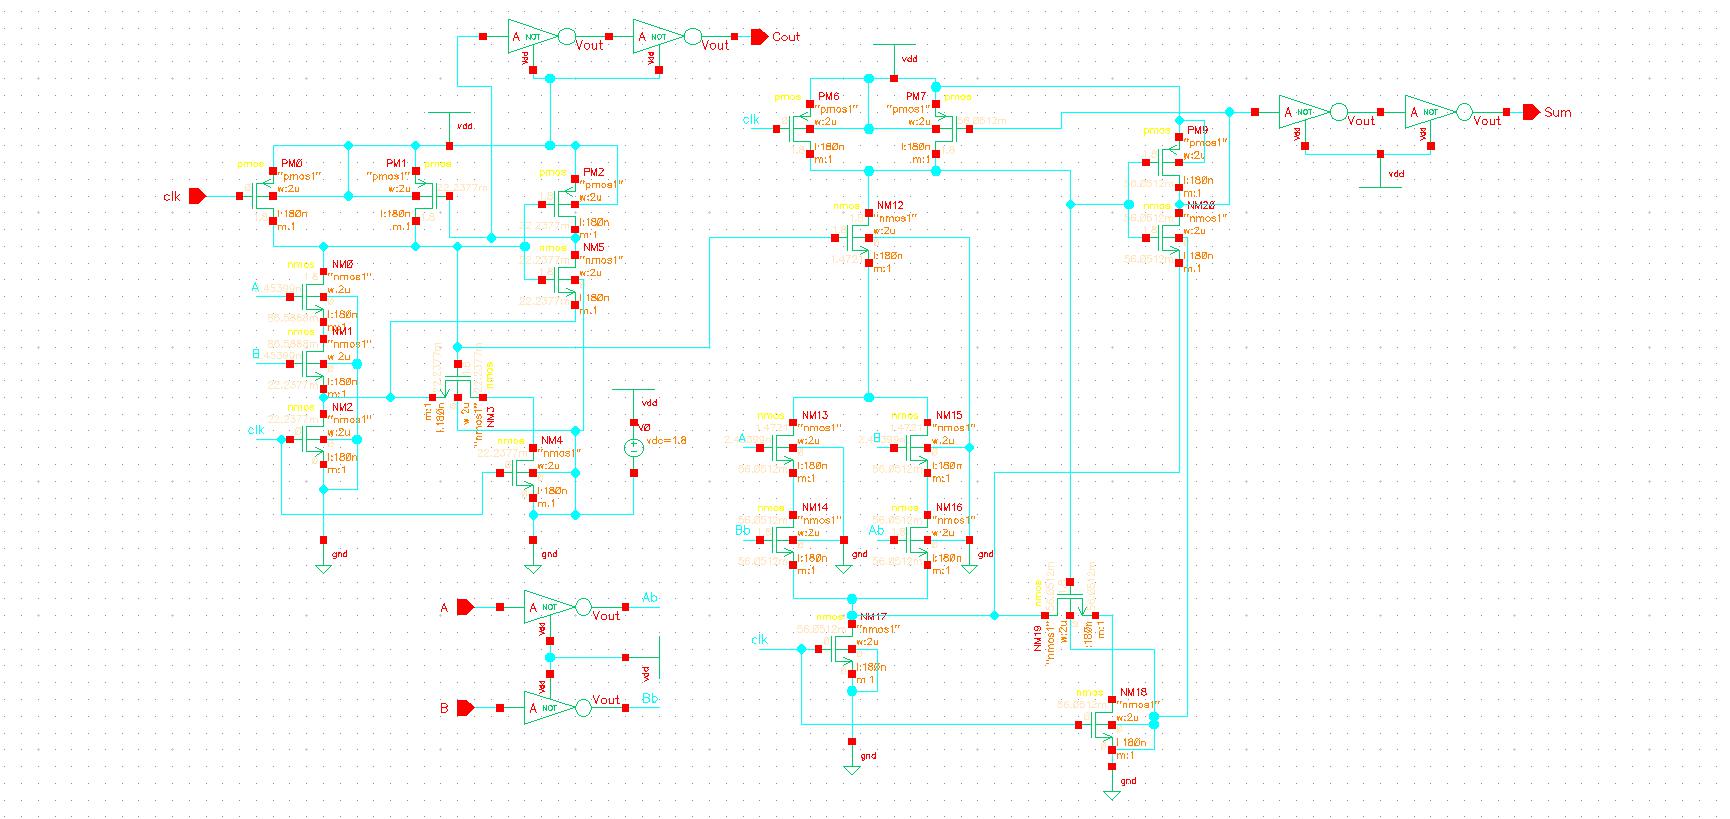 A NOT Vout A NOT Vout Cout
vdd vdd
vdd
clk
pmos PM0 "pmos1" w:2u l:180n m:1
PM1 pmos "pmos1" w:2u l:180n m:1
vdd
PM2 "pmos1" w:2u l:180n m:1
nmos NM5 "nmos1" w:2u l:180n m:1
nmos NM0 "nmos1" w:2u l:180n m:1
A
nmos NM1 "nmos1" w:2u l:180n m:1
B
nmos NM2 "nmos1" w:2u l:180n m:1
clk
gnd
nmos NM3 "nmos1" w:2u l:180n m:1
nmos NM4 "nmos1" w:2u l:180n m:1
gnd
vdd
V0
vdc=1.8
A NOT Vout Ab
vdd
vdd
B A NOT Vout Bb
vdd
A
vdd
pmos PM6 "pmos1" w:2u l:180n m:1
clk
PM7 pmos "pmos1" w:2u l:180n m:1
nmos NM12 w:2u "nmos1" l:180n m:1
nmos NM13 "nmos1" w:2u l:180n m:1
A
nmos NM15 "nmos1" w:2u l:180n m:1
B
nmos NM14 "nmos1" w:2u l:180n m:1
Bb
gnd
nmos NM16 "nmos1" w:2u l:180n m:1
Ab
gnd
nmos NM17 "nmos1" w:2u l:180n m:1
clk
gnd
nmos NM19 "nmos1" w:2u l:180n m:1
nmos NM18 "nmos1" w:2u l:180n m:1
gnd
pmos PM9 "pmos1" w:2u l:180n m:1
nmos NM20 "nmos1" w:2u l:180n m:1
A NOT Vout A NOT Vout Sum
vdd vdd
vdd